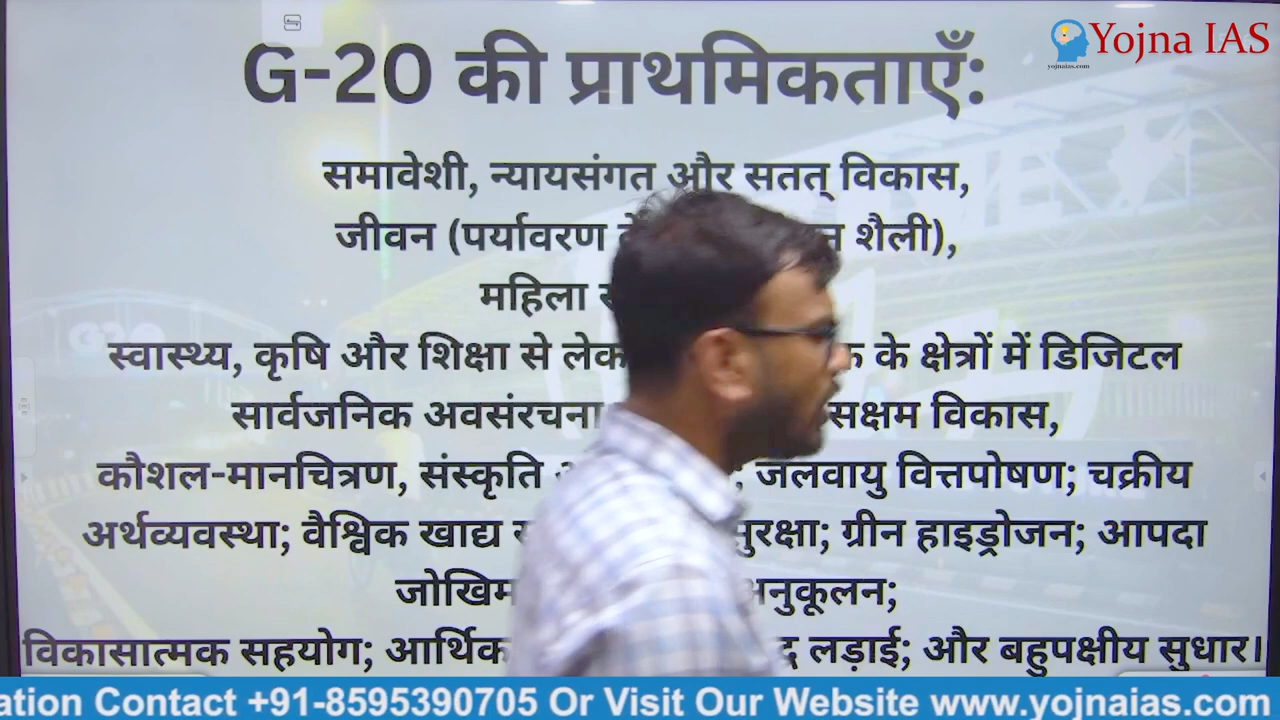 Yojna IAS
yojnaias.com
G-20 की प्राथमिकताएँ:
समावेशी, न्यायसंगत और सतत् विकास,
जीवन (पर्यावरण शैली),
महिला
स्वास्थ्य, कृषि और शिक्षा से के क्षेत्रों में डिजिटल
सार्वजनिक अवसंरचना सक्षम विकास,
कौशल-मानचित्रण, संस्कृति जलवायु वित्तपोषण; चक्रीय
अर्थव्यवस्था; वैश्विक खाद्य ग्रीन हाइड्रोजन; आपदा
जोखिम अनुकूलन;
विकासात्मक सहयोग; आर्थिक लड़ाई; और बहुपक्षीय सुधार।
Contact +91-8595390705 Or Visit Our Website www.yojnaias.com